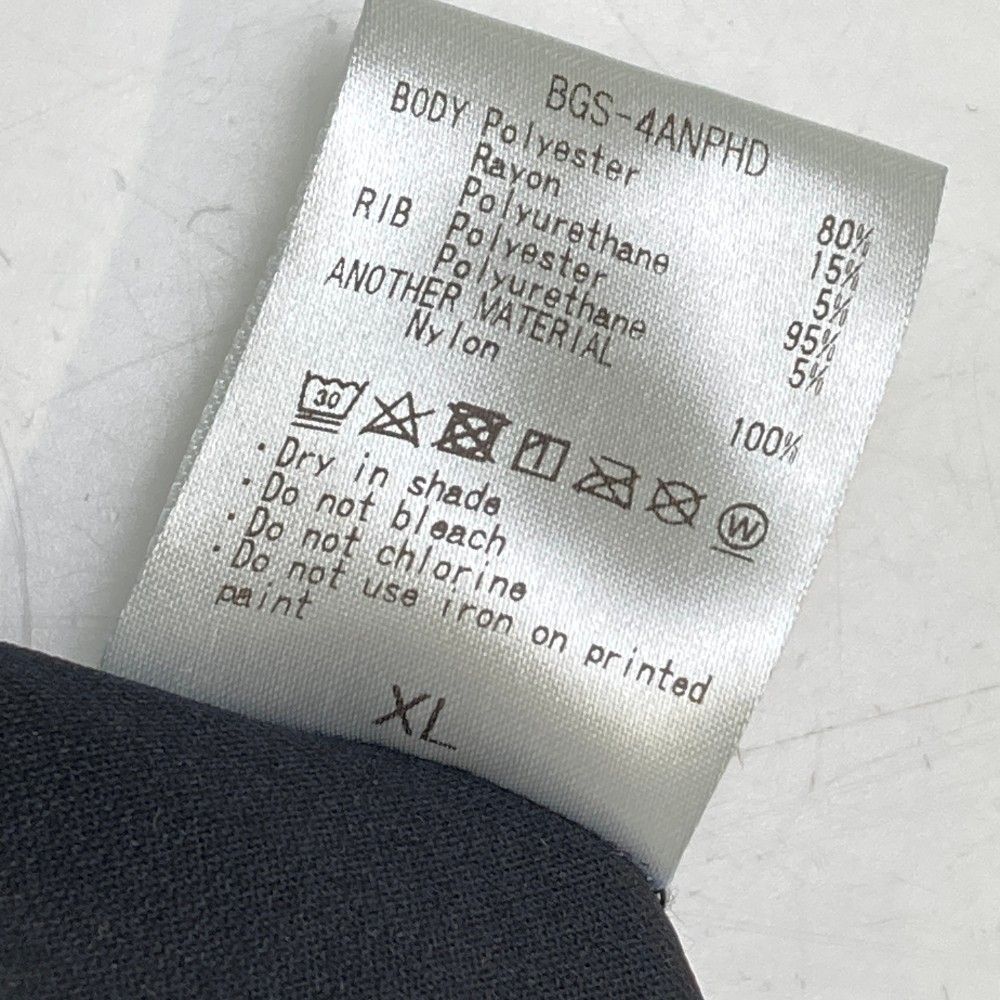 BGS-4ANPHD
BODY Polyester 80%
Rayon 15%
Polyurethane 5%
RIB Polyester 95%
Polyurethane 5%
ANOTHER MATERIAL
Nylon 100%
30 W
・Dry in shade
・Do not bleach
・Do not chlorine
・Do not use iron on printed
paint
XL